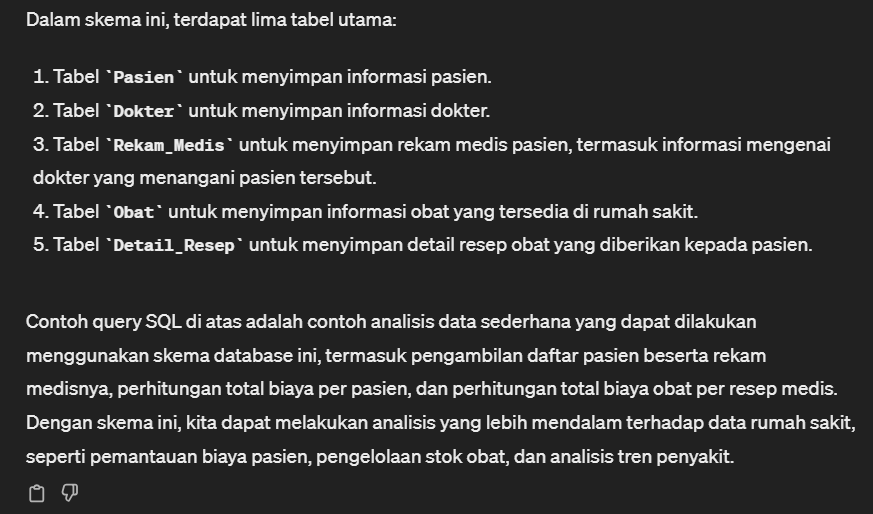 Dalam skema ini, terdapat lima tabel utama:
1. Tabel `Pasien` untuk menyimpan informasi pasien.
2. Tabel `Dokter` untuk menyimpan informasi dokter.
3. Tabel `Rekam_Medis` untuk menyimpan rekam medis pasien, termasuk informasi mengenai
dokter yang menangani pasien tersebut.
4. Tabel `Obat` untuk menyimpan informasi obat yang tersedia di rumah sakit.
5. Tabel `Detail_Resep` untuk menyimpan detail resep obat yang diberikan kepada pasien.
Contoh query SQL di atas adalah contoh analisis data sederhana yang dapat dilakukan
menggunakan skema database ini, termasuk pengambilan daftar pasien beserta rekam
medisnya, perhitungan total biaya per pasien, dan perhitungan total biaya obat per resep medis.
Dengan skema ini, kita dapat melakukan analisis yang lebih mendalam terhadap data rumah sakit,
seperti pemantauan biaya pasien, pengelolaan stok obat, dan analisis tren penyakit.